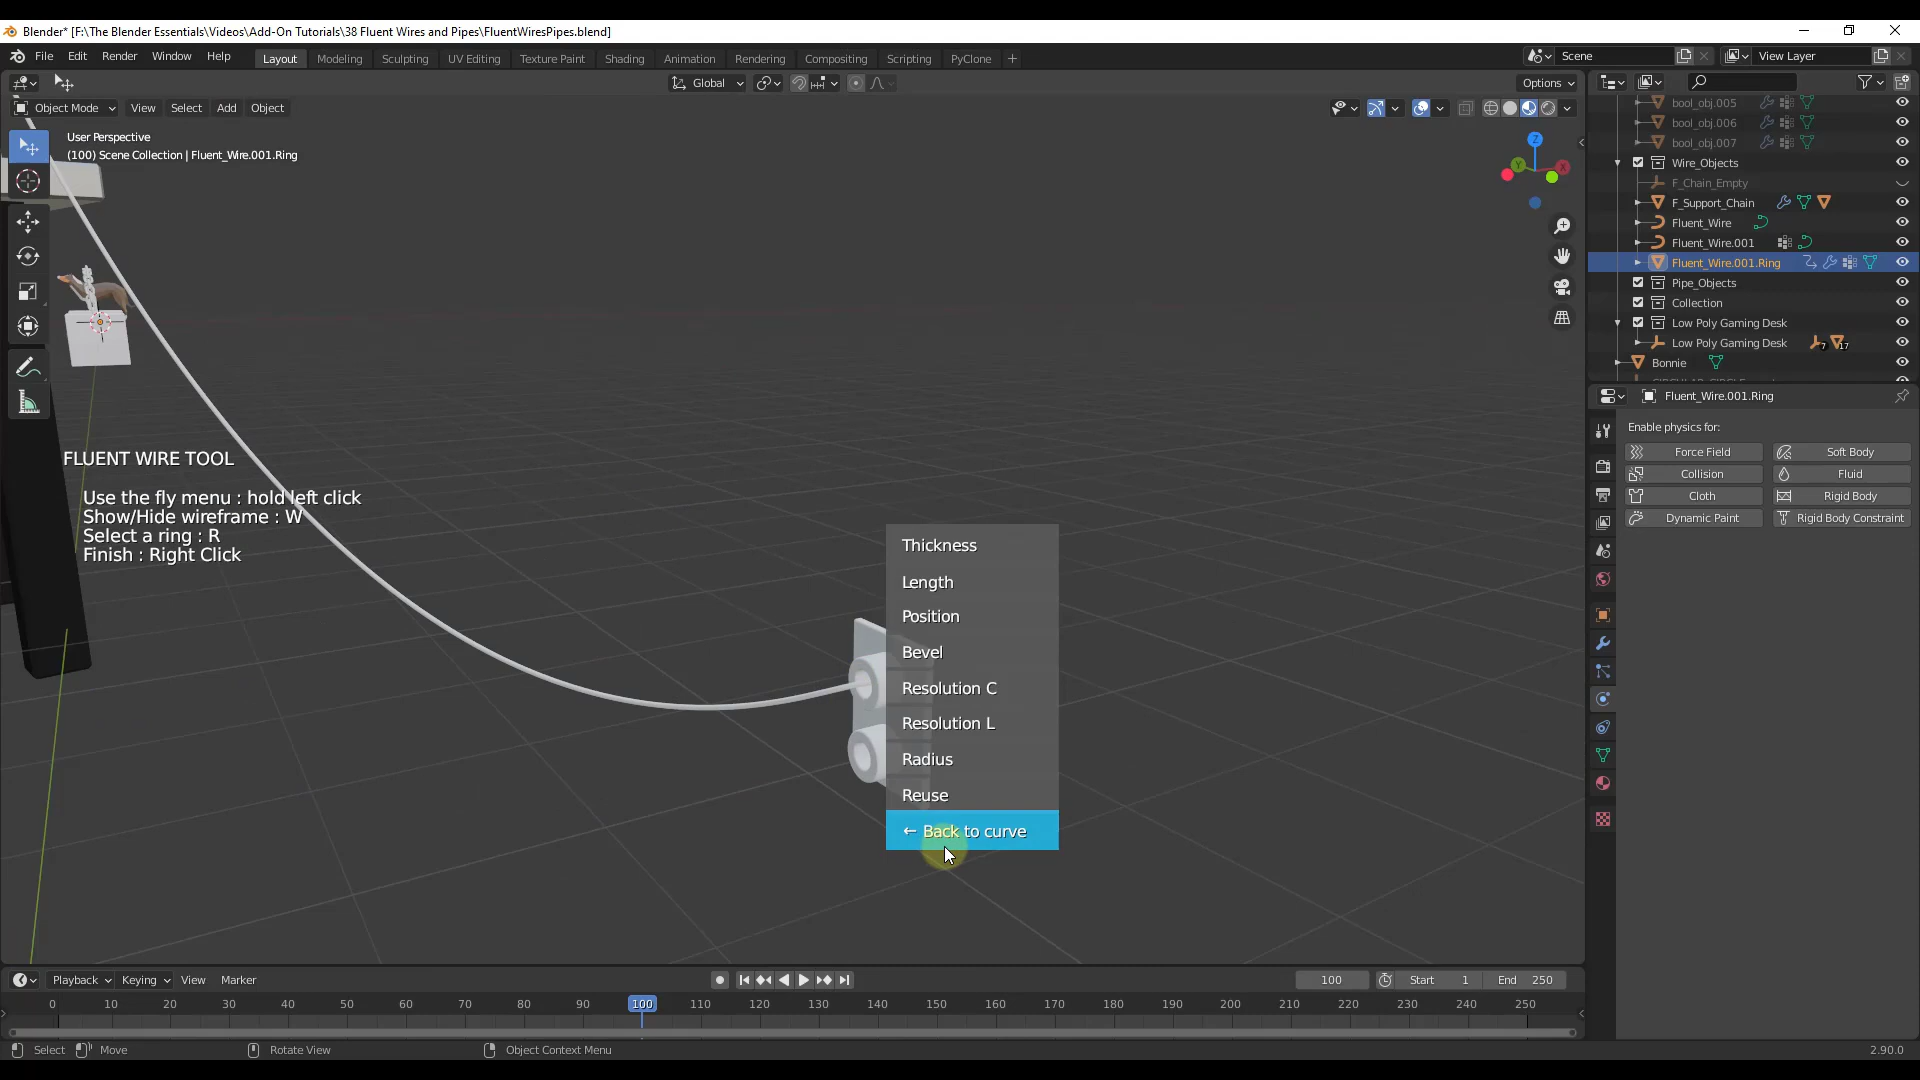 Blender* [F:\The Blender Essentials\Videos\Add-On Tutorials\38 Fluent Wires and Pipes\FluentWiresPipes.blend]
File Edit Render Window Help Layout Modeling Sculpting UV Editing Texture Paint Shading Animation Rendering Compositing Scripting PyClone + Scene View Layer
Global Options
Object Mode View Select Add Object
User Perspective
(100) Scene Collection | Fluent_Wire.001.Ring
X
Y
Z
FLUENT WIRE TOOL
Use the fly menu : hold left click
Show/Hide wireframe : W
Select a ring : R
Finish : Right Click
Thickness
Length
Position
Bevel
Resolution C
Resolution L
Radius
Reuse
← Back to curve
bool_obj.005
bool_obj.006
bool_obj.007
Wire_Objects
F_Chain_Empty
F_Support_Chain
Fluent_Wire
Fluent_Wire.001
Fluent_Wire.001.Ring
Pipe_Objects
Collection
Low Poly Gaming Desk
Low Poly Gaming Desk 7 17
Bonnie
Fluent_Wire.001.Ring
Enable physics for:
Force Field Soft Body
Collision Fluid
Cloth Rigid Body
Dynamic Paint Rigid Body Constraint
Playback Keying View Marker 100 Start 1 End 250
0 10 20 30 40 50 60 70 80 90 100 110 120 130 140 150 160 170 180 190 200 210 220 230 240 250
Select Move Rotate View Object Context Menu 2.90.0